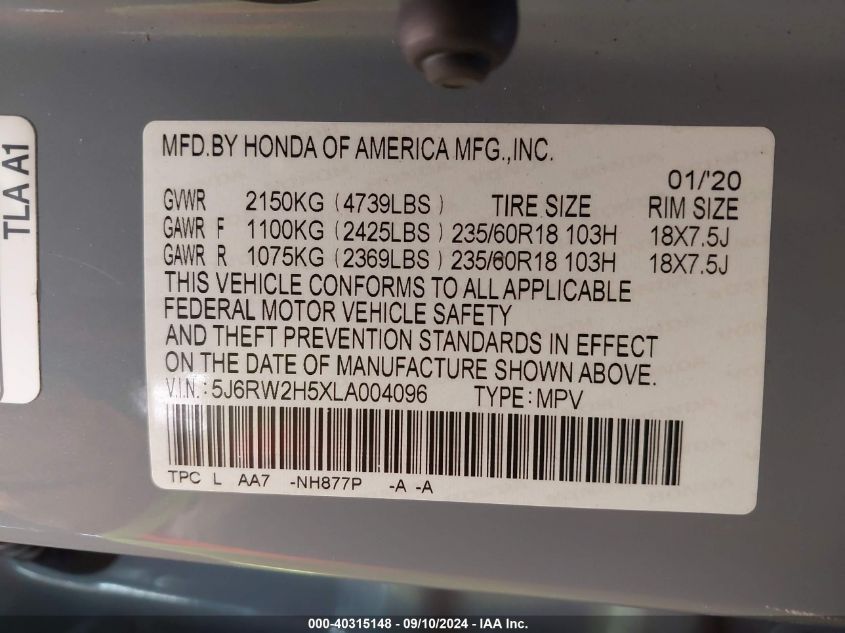 TLA A1
MFD.BY HONDA OF AMERICA MFG.,INC.
01/'20
GVWR 2150KG (4739LBS) TIRE SIZE RIM SIZE
GAWR F 1100KG (2425LBS) 235/60R18 103H 18X7.5J
GAWR R 1075KG (2369LBS) 235/60R18 103H 18X7.5J
THIS VEHICLE CONFORMS TO ALL APPLICABLE
FEDERAL MOTOR VEHICLE SAFETY
AND THEFT PREVENTION STANDARDS IN EFFECT
ON THE DATE OF MANUFACTURE SHOWN ABOVE.
V.I.N.: 5J6RW2H5XLA004096 TYPE: MPV
TPC L AA7 -NH877P -A -A
000-40315148 - 09/10/2024 - IAA Inc.